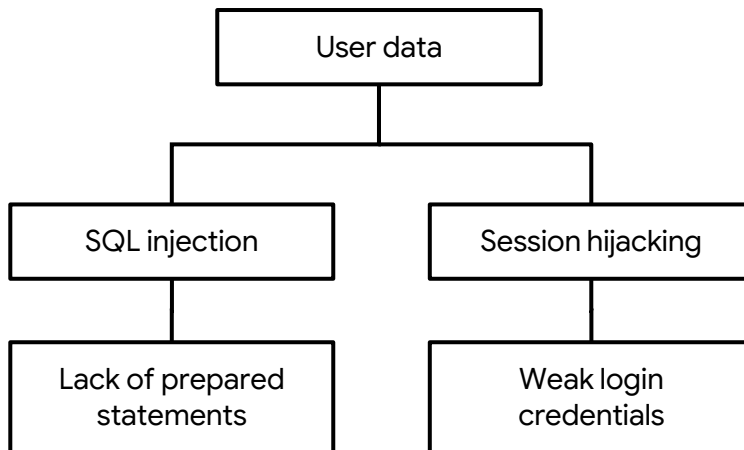 User data
SQL injection
Session hijacking
Lack of prepared
statements
Weak login
credentials